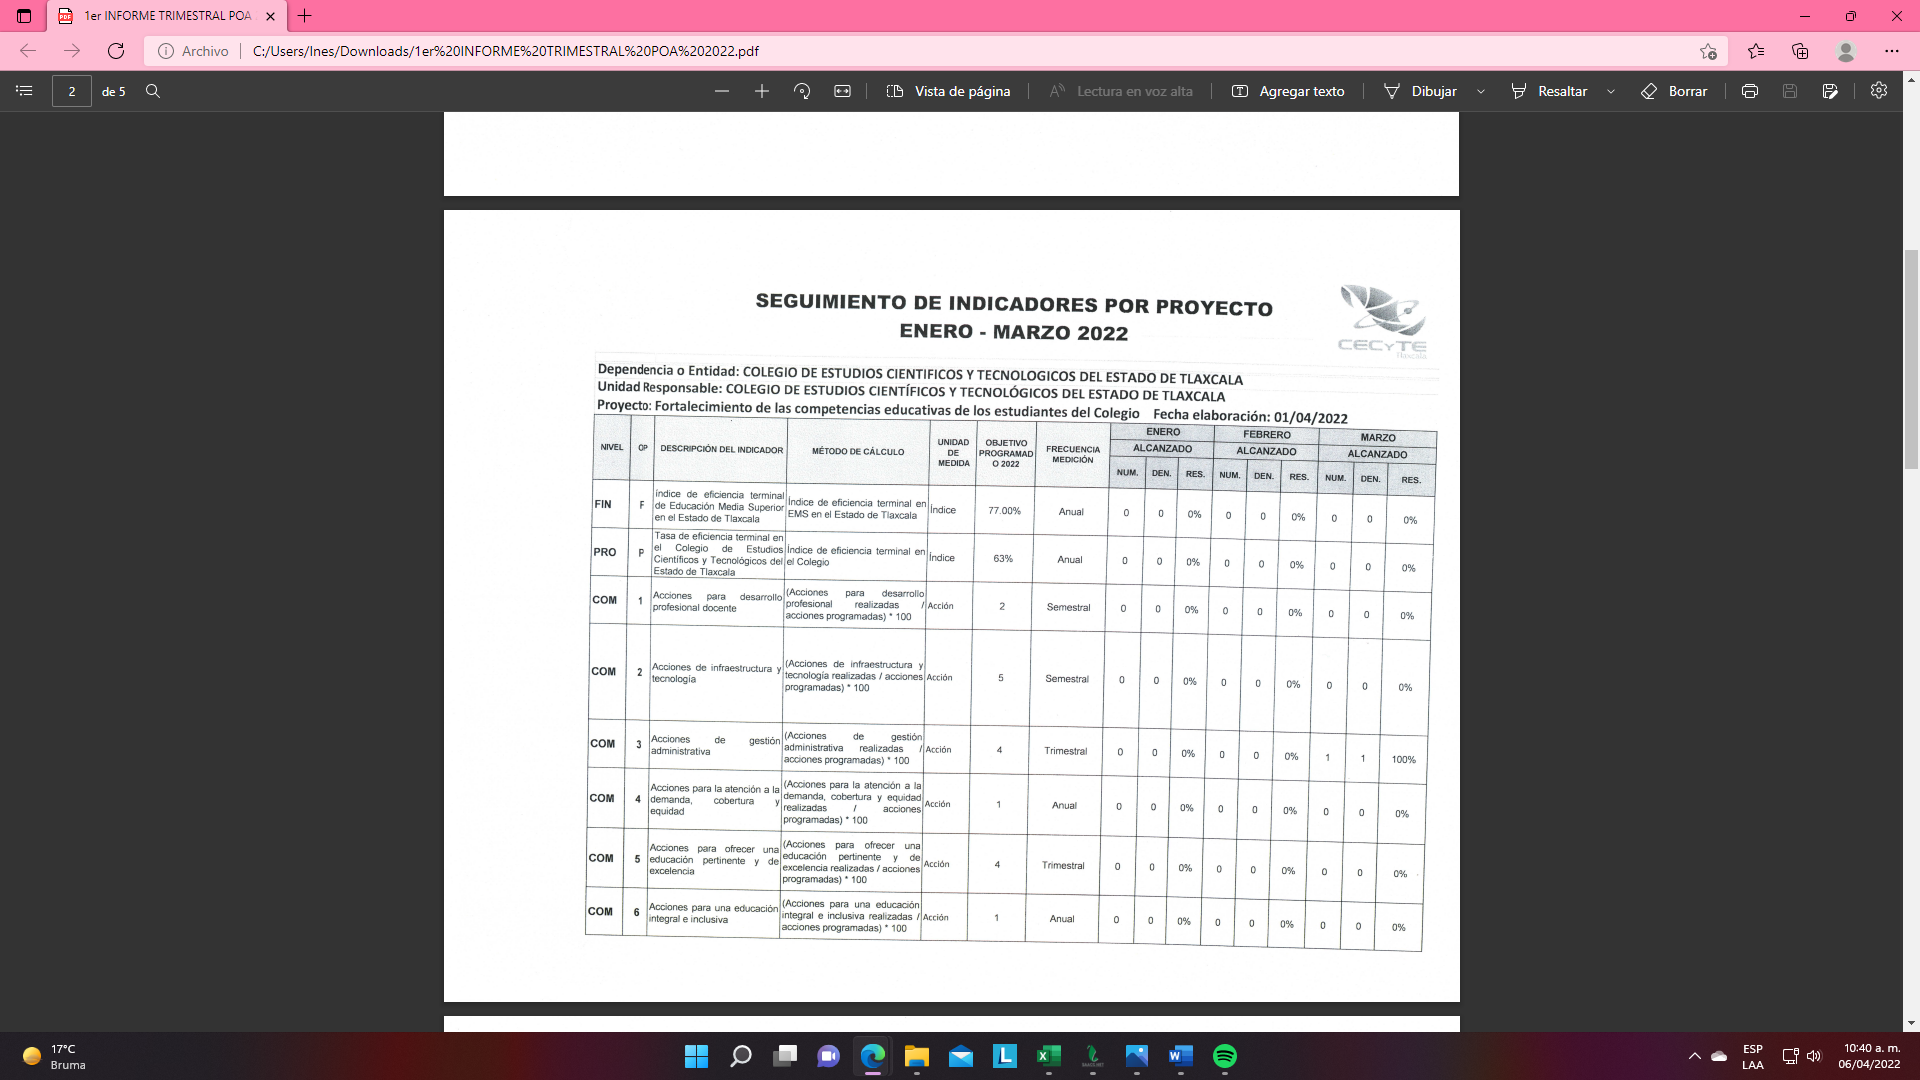 1er INFORME TRIMESTRAL POA
Archivo
C:/Users/Ines/Downloads/1er%20INFORME%20TRIMESTRAL%20POA%202022.pdf
2 de 5
Vista de página
Lectura en voz alta
Agregar texto
Dibujar
Resaltar
Borrar
SEGUIMIENTO DE INDICADORES POR PROYECTO
ENERO - MARZO 2022
CECyTE
Tlaxcala
Dependencia o Entidad: COLEGIO DE ESTUDIOS CIENTIFICOS Y TECNOLOGICOS DEL ESTADO DE TLAXCALA
Unidad Responsable: COLEGIO DE ESTUDIOS CIENTÍFICOS Y TECNOLÓGICOS DEL ESTADO DE TLAXCALA
Proyecto: Fortalecimiento de las competencias educativas de los estudiantes del Colegio Fecha elaboración: 01/04/2022
NIVEL
OP
DESCRIPCIÓN DEL INDICADOR
MÉTODO DE CÁLCULO
UNIDAD
DE
MEDIDA
OBJETIVO
PROGRAMAD
O 2022
FRECUENCIA
MEDICIÓN
ENERO
ALCANZADO
NUM. DEN. RES.
FEBRERO
ALCANZADO
NUM. DEN. RES.
MARZO
ALCANZADO
NUM. DEN. RES.
FIN
F
Índice de eficiencia terminal
de Educación Media Superior
en el Estado de Tlaxcala
Índice de eficiencia terminal en
EMS en el Estado de Tlaxcala
Índice
77.00%
Anual
0 0 0% 0 0 0% 0 0 0%
PRO
P
Tasa de eficiencia terminal en
el Colegio de Estudios
Científicos y Tecnológicos del
Estado de Tlaxcala
Índice de eficiencia terminal en
el Colegio
Índice
63%
Anual
0 0 0% 0 0 0% 0 0 0%
COM
1
Acciones para desarrollo
profesional docente
(Acciones para desarrollo
profesional realizadas /
acciones programadas) * 100
Acción
2
Semestral
0 0 0% 0 0 0% 0 0 0%
COM
2
Acciones de infraestructura y
tecnología
(Acciones de infraestructura y
tecnología realizadas / acciones
programadas) * 100
Acción
5
Semestral
0 0 0% 0 0 0% 0 0 0%
COM
3
Acciones de gestión
administrativa
(Acciones de gestión
administrativa realizadas /
acciones programadas) * 100
Acción
4
Trimestral
0 0 0% 0 0 0% 1 1 100%
COM
4
Acciones para la atención a la
demanda, cobertura y
equidad
(Acciones para la atención a la
demanda, cobertura y equidad
realizadas / acciones
programadas) * 100
Acción
1
Anual
0 0 0% 0 0 0% 0 0 0%
COM
5
Acciones para ofrecer una
educación pertinente y de
excelencia
(Acciones para ofrecer una
educación pertinente y de
excelencia realizadas / acciones
programadas) * 100
Acción
4
Trimestral
0 0 0% 0 0 0% 0 0 0%
COM
6
Acciones para una educación
integral e inclusiva
(Acciones para una educación
integral e inclusiva realizadas /
acciones programadas) * 100
Acción
1
Anual
0 0 0% 0 0 0% 0 0 0%
17°C
Bruma
ESP
LAA
10:40 a. m.
06/04/2022